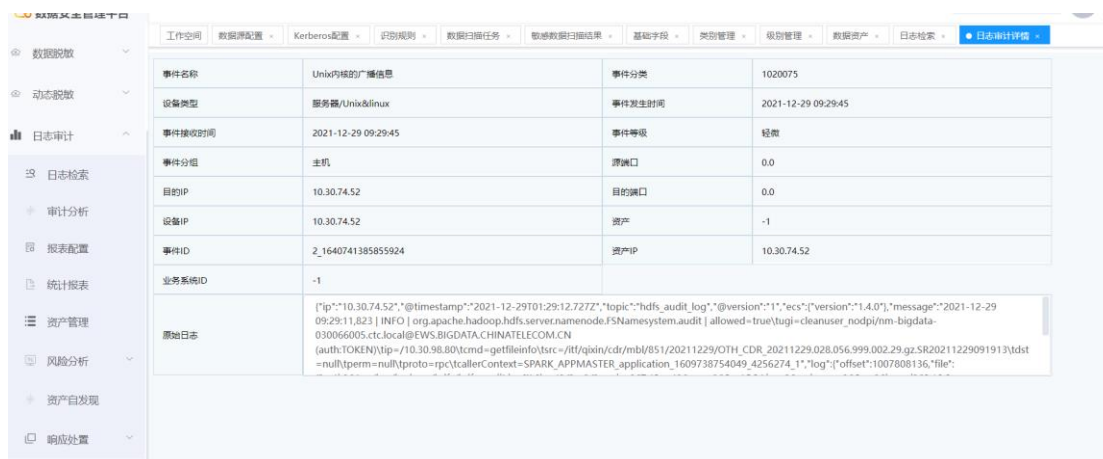 数据安全管理平台
工作空间 数据源配置 × Kerberos配置 × 识别规则 × 数据扫描任务 × 敏感数据扫描结果 × 基础字段 × 类别管理 × 级别管理 × 数据资产 × 日志检索 × 日志审计详情 ×
数据脱敏
动态脱敏
日志审计
日志检索
审计分析
报表配置
统计报表
资产管理
风险分析
资产自发现
响应处置
事件名称 Unix内核的广播信息 事件分类 1020075
设备类型 服务器/Unix&linux 事件发生时间 2021-12-29 09:29:45
事件接收时间 2021-12-29 09:29:45 事件等级 轻微
事件分组 主机 源端口 0.0
目的IP 10.30.74.52 目的端口 0.0
设备IP 10.30.74.52 资产 -1
事件ID 2_1640741385855924 资产IP 10.30.74.52
业务系统ID -1
原始日志
{"ip":"10.30.74.52","@timestamp":"2021-12-29T01:29:12.727Z","topic":"hdfs_audit_log","@version":"1","ecs":{"version":"1.4.0"},"message":"2021-12-29
09:29:11,823 | INFO | org.apache.hadoop.hdfs.server.namenode.FSNamesystem.audit | allowed=true\tugi=cleanuser_nodpi/nm-bigdata-
030066005.ctc.local@EWS.BIGDATA.CHINATELECOM.CN
(auth:TOKEN)\tip=/10.30.98.80\tcmd=getfileinfo\tsrc=/itf/qixin/cdr/mbl/851/20211229/OTH_CDR_20211229.028.056.999.002.29.gz.SR20211229091913\tdst
=null\tperm=null\tproto=rpc\tcallerContext=SPARK_APPMASTER_application_1609738754049_4256274_1","log":{"offset":1007808136,"file":